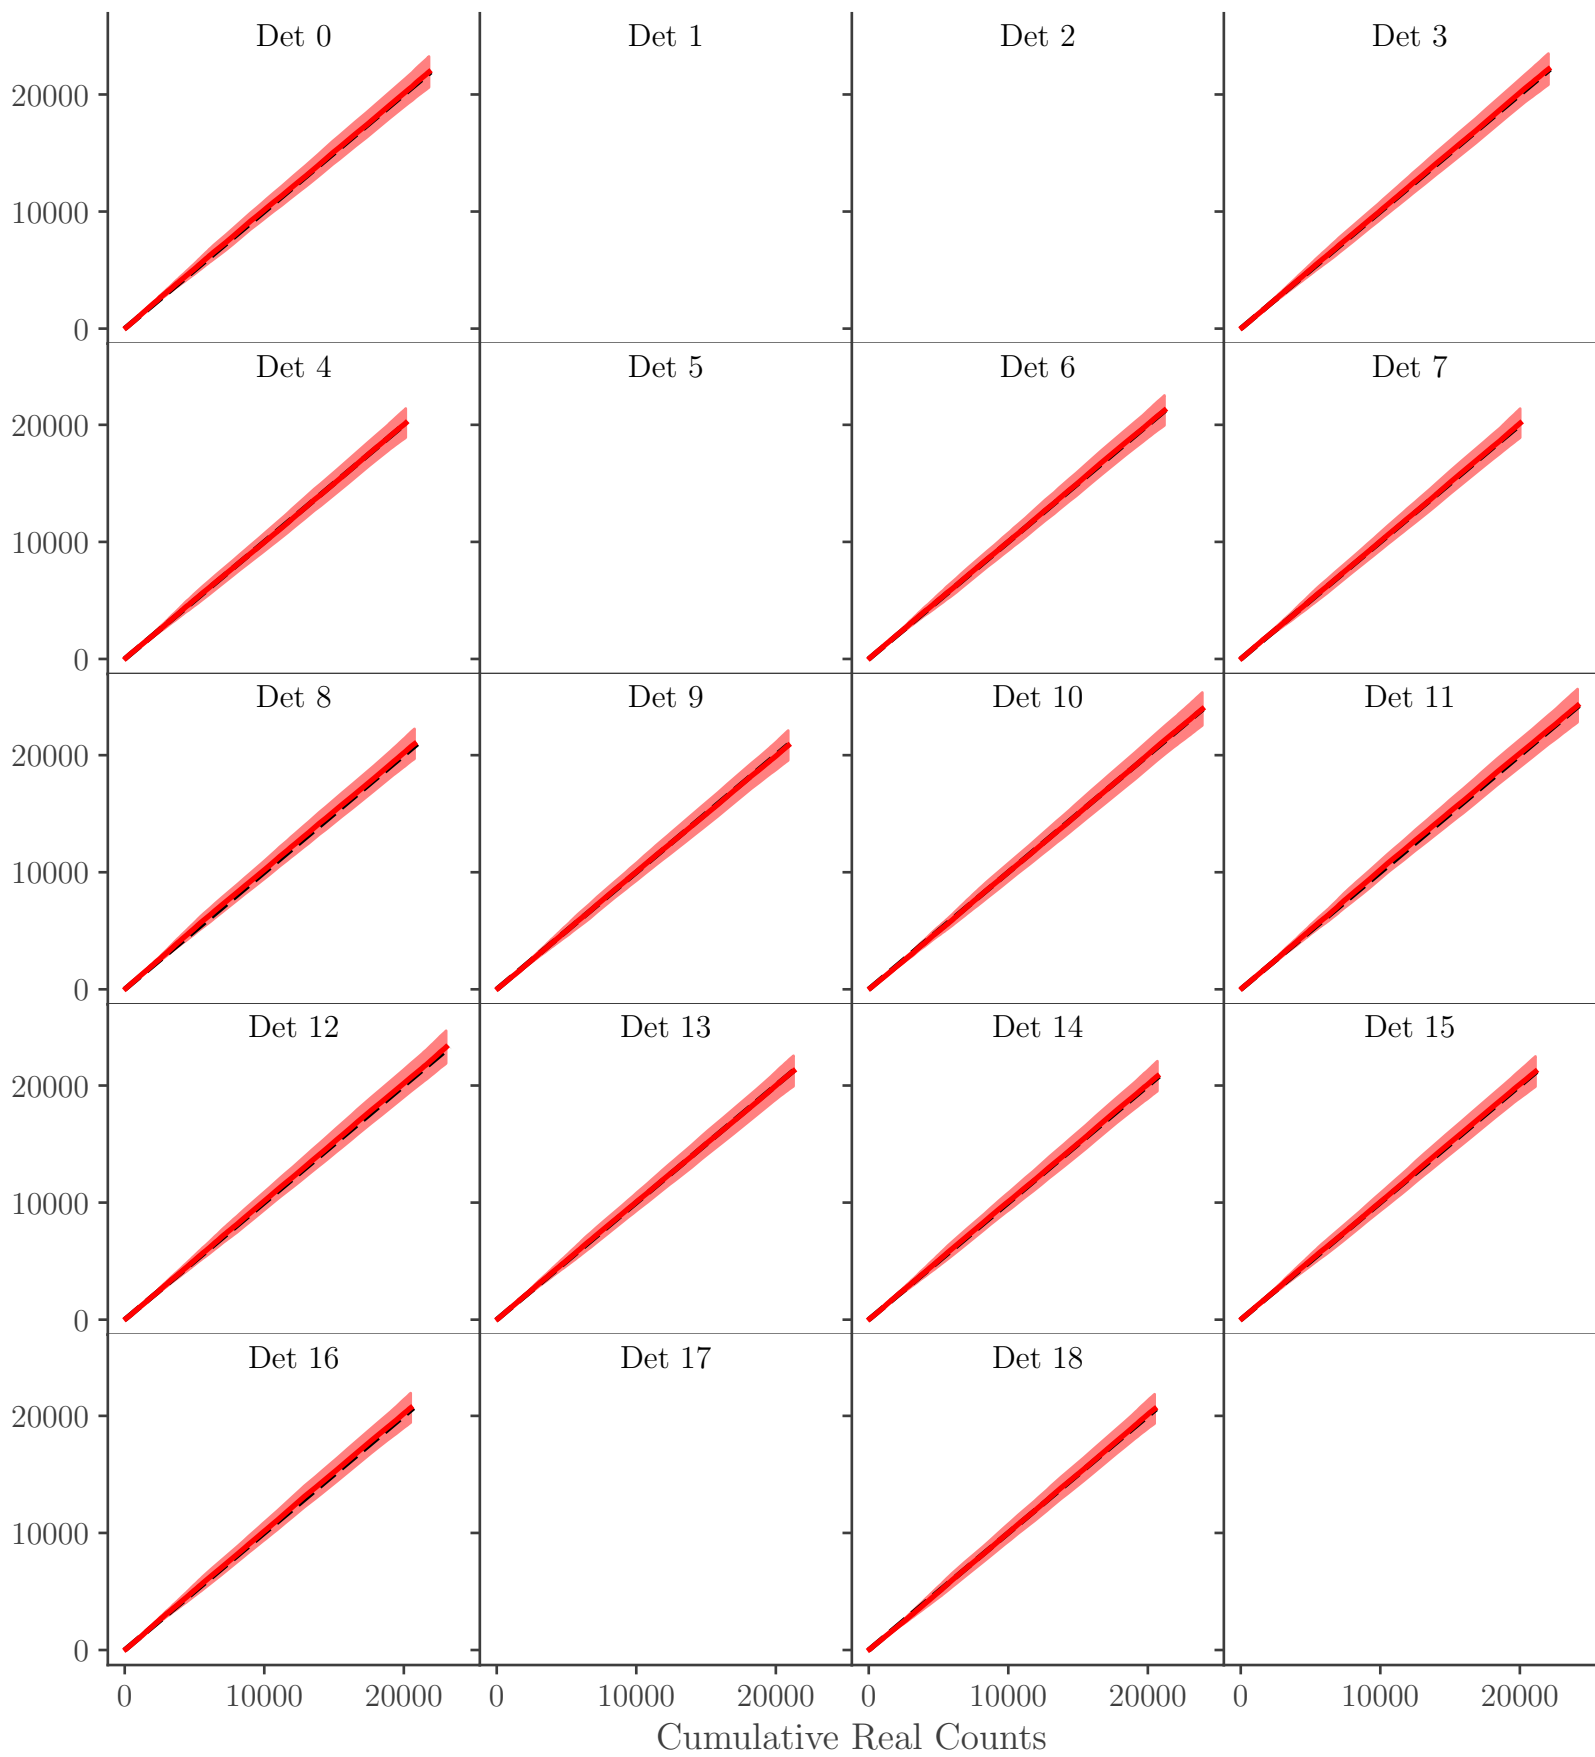 Det 0 Det 1 Det 2 Det 3
20000
10000
0
Det 4 Det 5 Det 6 Det 7
20000
10000
0
Det 8 Det 9 Det 10 Det 11
20000
10000
0
Det 12 Det 13 Det 14 Det 15
20000
10000
0
Det 16 Det 17 Det 18
20000
10000
0
0 10000 20000 0 10000 20000 0 10000 20000 0 10000 20000
Cumulative Real Counts